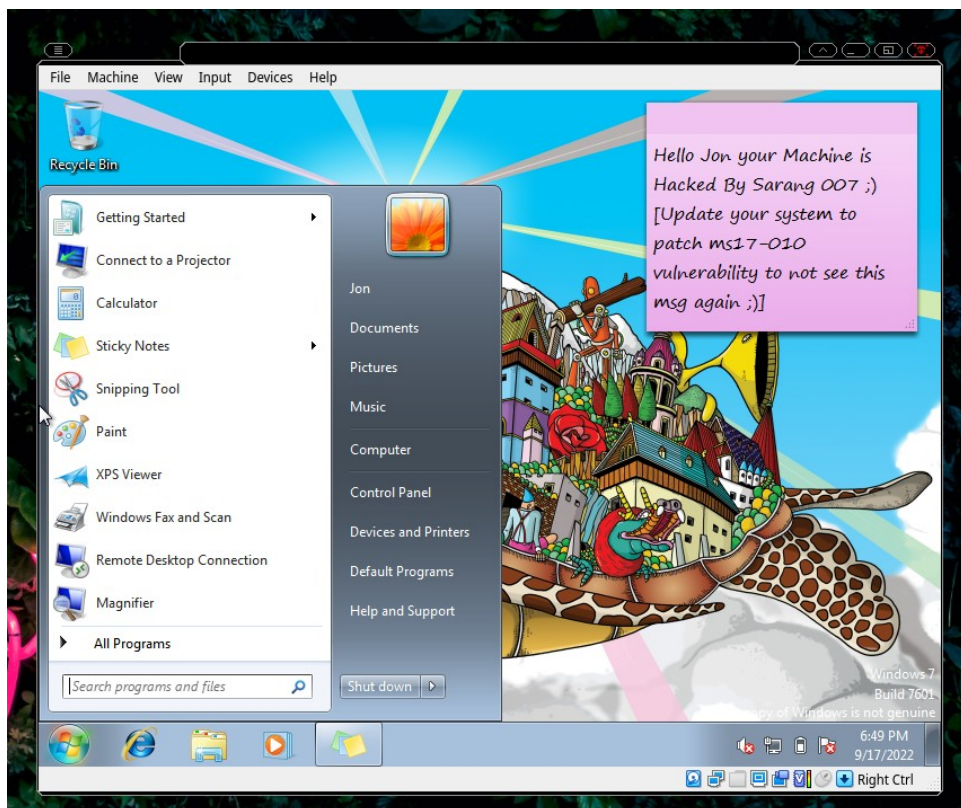 File Machine View Input Devices Help
Recycle Bin
Hello Jon your Machine is
Hacked By Sarang 007 ;)
[Update your system to
patch ms17-010
vulnerability to not see this
msg again ;)]
Getting Started
Connect to a Projector
Calculator
Sticky Notes
Snipping Tool
Paint
XPS Viewer
Windows Fax and Scan
Remote Desktop Connection
Magnifier
All Programs
Search programs and files
Jon
Documents
Pictures
Music
Computer
Control Panel
Devices and Printers
Default Programs
Help and Support
Shut down
Windows 7
Build 7601
of Windows is not genuine
6:49 PM
9/17/2022
Right Ctrl